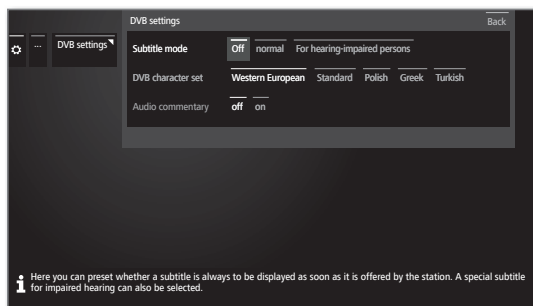 DVB settings Back
... DVB settings
Subtitle mode Off normal For hearing-impaired persons
DVB character set Western European Standard Polish Greek Turkish
Audio commentary off on
Here you can preset whether a subtitle is always to be displayed as soon as it is offered by the station. A special subtitle
for impaired hearing can also be selected.